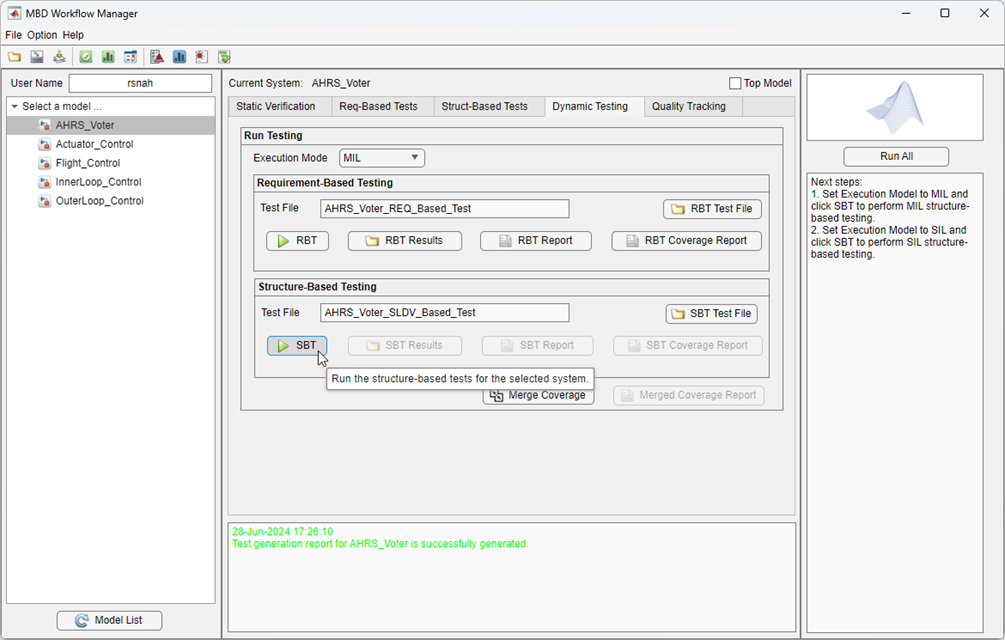 MBD Workflow Manager
File Option Help
User Name rsnah
Select a model ...
AHRS_Voter
Actuator_Control
Flight_Control
InnerLoop_Control
OuterLoop_Control
Model List
Current System: AHRS_Voter
Top Model
Static Verification Req-Based Tests Struct-Based Tests Dynamic Testing Quality Tracking
Run Testing
Execution Mode MIL
Requirement-Based Testing
Test File AHRS_Voter_REQ_Based_Test RBT Test File
RBT RBT Results RBT Report RBT Coverage Report
Structure-Based Testing
Test File AHRS_Voter_SLDV_Based_Test SBT Test File
SBT SBT Results SBT Report SBT Coverage Report
Run the structure-based tests for the selected system.
Merge Coverage Merged Coverage Report
28-Jun-2024 17:26:10
Test generation report for AHRS_Voter is successfully generated.
Run All
Next steps:
1. Set Execution Model to MIL and
click SBT to perform MIL structure-
based testing.
2. Set Execution Model to SIL and
click SBT to perform SIL structure-
based testing.